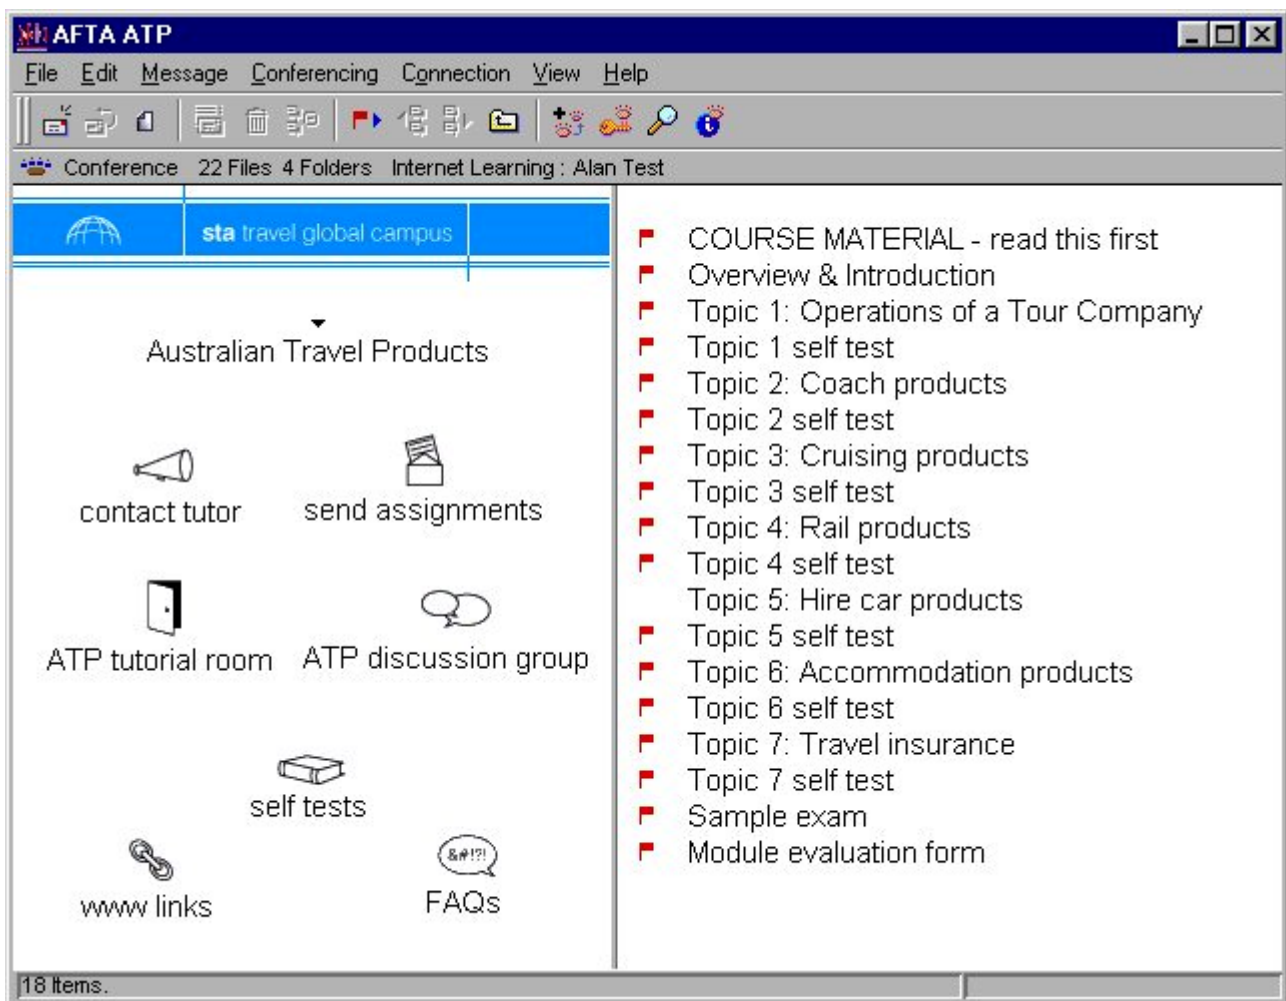 AFTA ATP
File Edit Message Conferencing Connection View Help
Conference 22 Files 4 Folders Internet Learning : Alan Test
sta travel global campus
Australian Travel Products
contact tutor
send assignments
ATP tutorial room
ATP discussion group
self tests
www links
&#!?!
FAQs
COURSE MATERIAL - read this first
Overview & Introduction
Topic 1: Operations of a Tour Company
Topic 1 self test
Topic 2: Coach products
Topic 2 self test
Topic 3: Cruising products
Topic 3 self test
Topic 4: Rail products
Topic 4 self test
Topic 5: Hire car products
Topic 5 self test
Topic 6: Accommodation products
Topic 6 self test
Topic 7: Travel insurance
Topic 7 self test
Sample exam
Module evaluation form
18 Items.